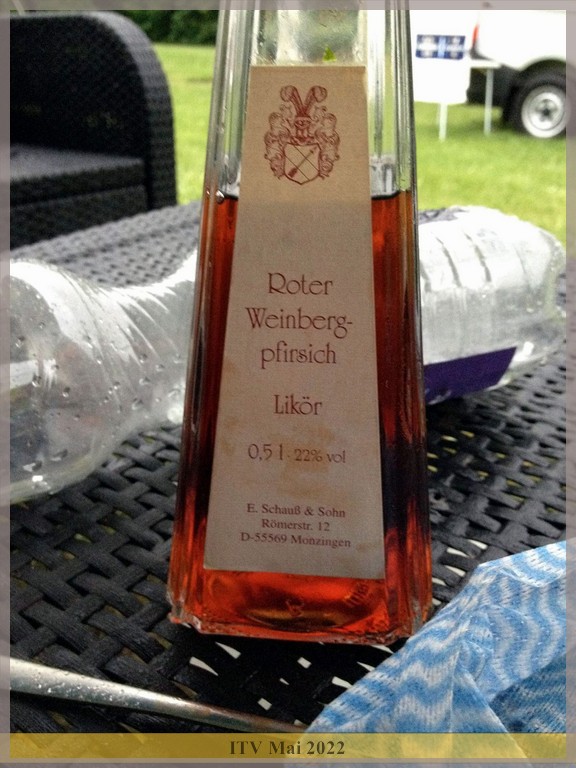 Roter
Weinberg-
pfirsich
Likör
0,5 l · 22% vol
E. Schauß & Sohn
Römerstr. 12
D-55569 Monzingen
ITV Mai 2022